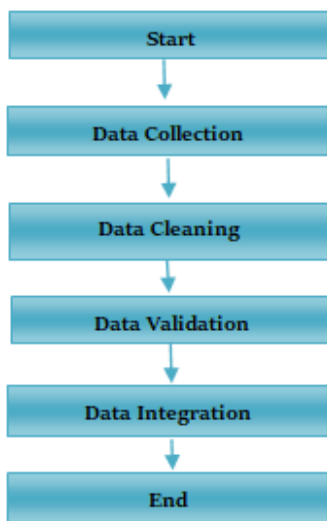 Start
Data Collection
Data Cleaning
Data Validation
Data Integration
End